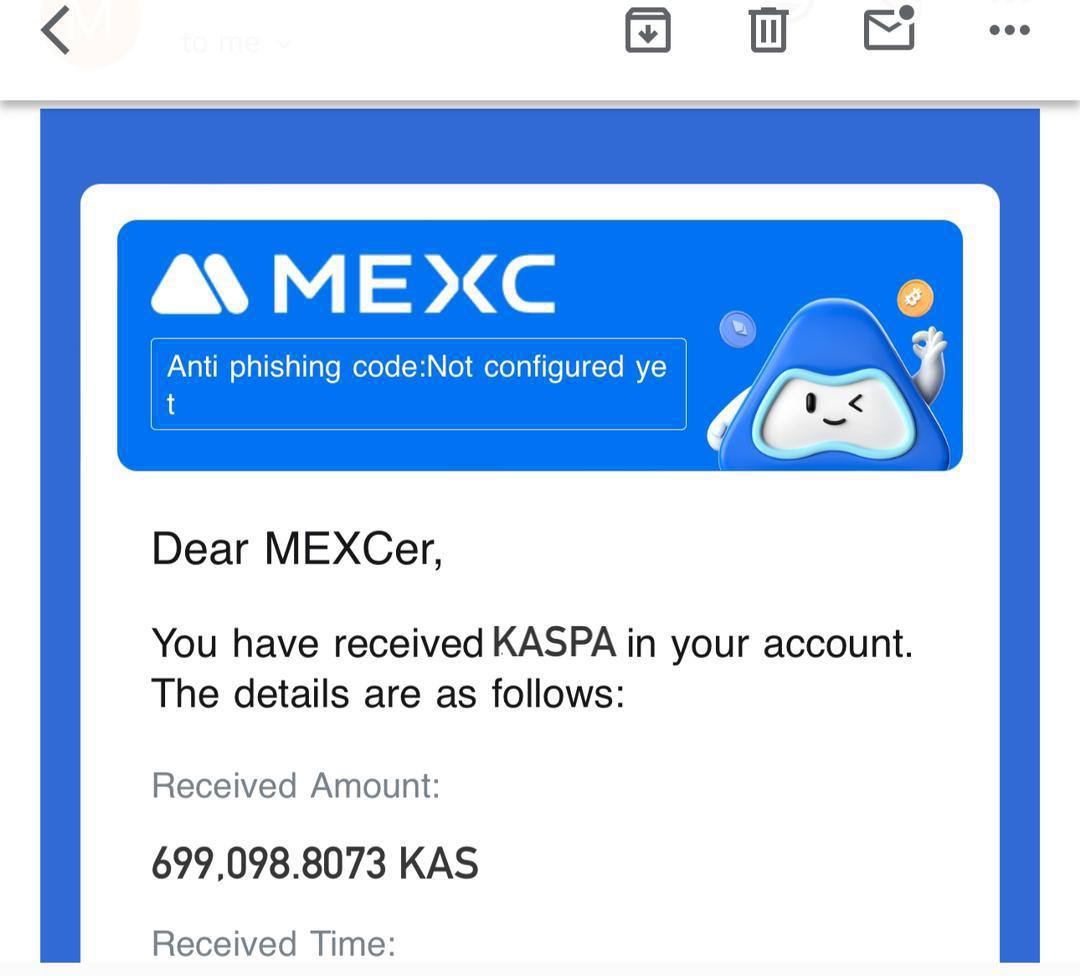 to me
MEXC
Anti phishing code:Not configured ye
t
Dear MEXCer,
You have received KASPA in your account.
The details are as follows:
Received Amount:
699,098.8073 KAS
Received Time: